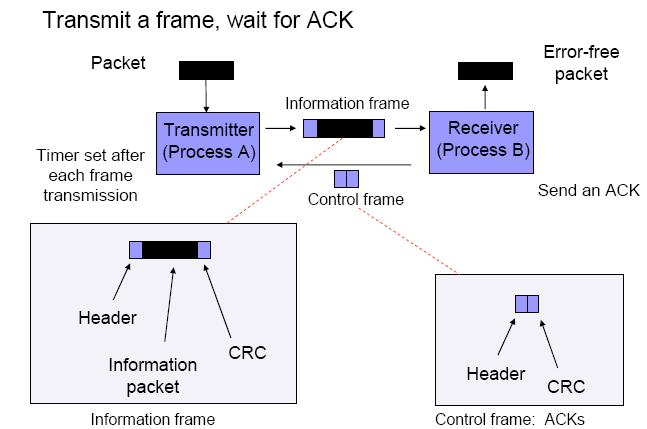 Transmit a frame, wait for ACK
Packet
Error-free
packet
Information frame
Transmitter
(Process A)
Receiver
(Process B)
Timer set after
each frame
transmission
Control frame
Send an ACK
Header
Information
packet
CRC
Information frame
Header
CRC
Control frame: ACKs